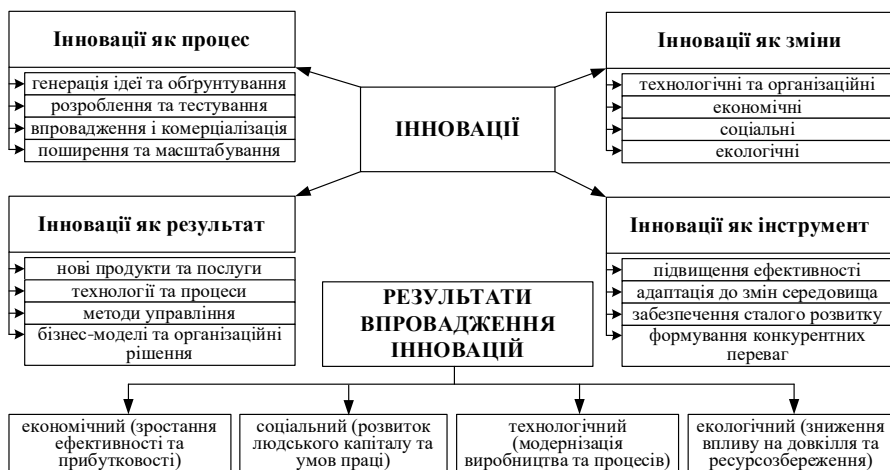 Інновації як процес
генерація ідеї та обґрунтування
розроблення та тестування
впровадження і комерціалізація
поширення та масштабування
ІННОВАЦІЇ
Інновації як зміни
технологічні та організаційні
економічні
соціальні
екологічні
Інновації як результат
нові продукти та послуги
технології та процеси
методи управління
бізнес-моделі та організаційні
рішення
Інновації як інструмент
підвищення ефективності
адаптація до змін середовища
забезпечення сталого розвитку
формування конкурентних
переваг
РЕЗУЛЬТАТИ
ВПРОВАДЖЕННЯ
ІННОВАЦІЙ
економічний (зростання
ефективності та
прибутковості)
соціальний (розвиток
людського капіталу та
умов праці)
технологічний
(модернізація
виробництва та процесів)
екологічний (зниження
впливу на довкілля та
ресурсозбереження)